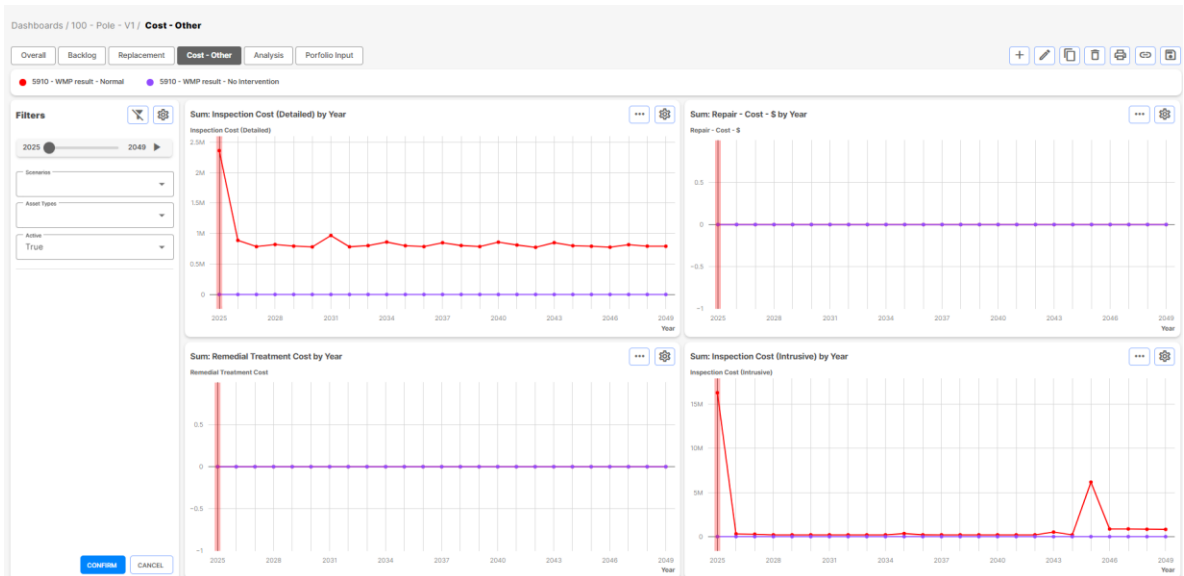 Dashboards / 100 - Pole - V1 / Cost - Other
Overall
Backlog
Replacement
Cost - Other
Analysis
Porfolio Input
5910 - WMP result - Normal
5910 - WMP result - No Intervention
Filters
2025
2049
Scenarios
Asset Types
Active
True
CONFIRM
CANCEL
Sum: Inspection Cost (Detailed) by Year
Inspection Cost (Detailed)
2.5M
2M
1.5M
1M
0.5M
0
2025 2028 2031 2034 2037 2040 2043 2046 2049
Year
Sum: Repair - Cost - $ by Year
Repair - Cost - $
0.5
0
-0.5
-1
2025 2028 2031 2034 2037 2040 2043 2046 2049
Year
Sum: Remedial Treatment Cost by Year
Remedial Treatment Cost
0.5
0
-0.5
-1
2025 2028 2031 2034 2037 2040 2043 2046 2049
Year
Sum: Inspection Cost (Intrusive) by Year
Inspection Cost (Intrusive)
15M
10M
5M
0
2025 2028 2031 2034 2037 2040 2043 2046 2049
Year